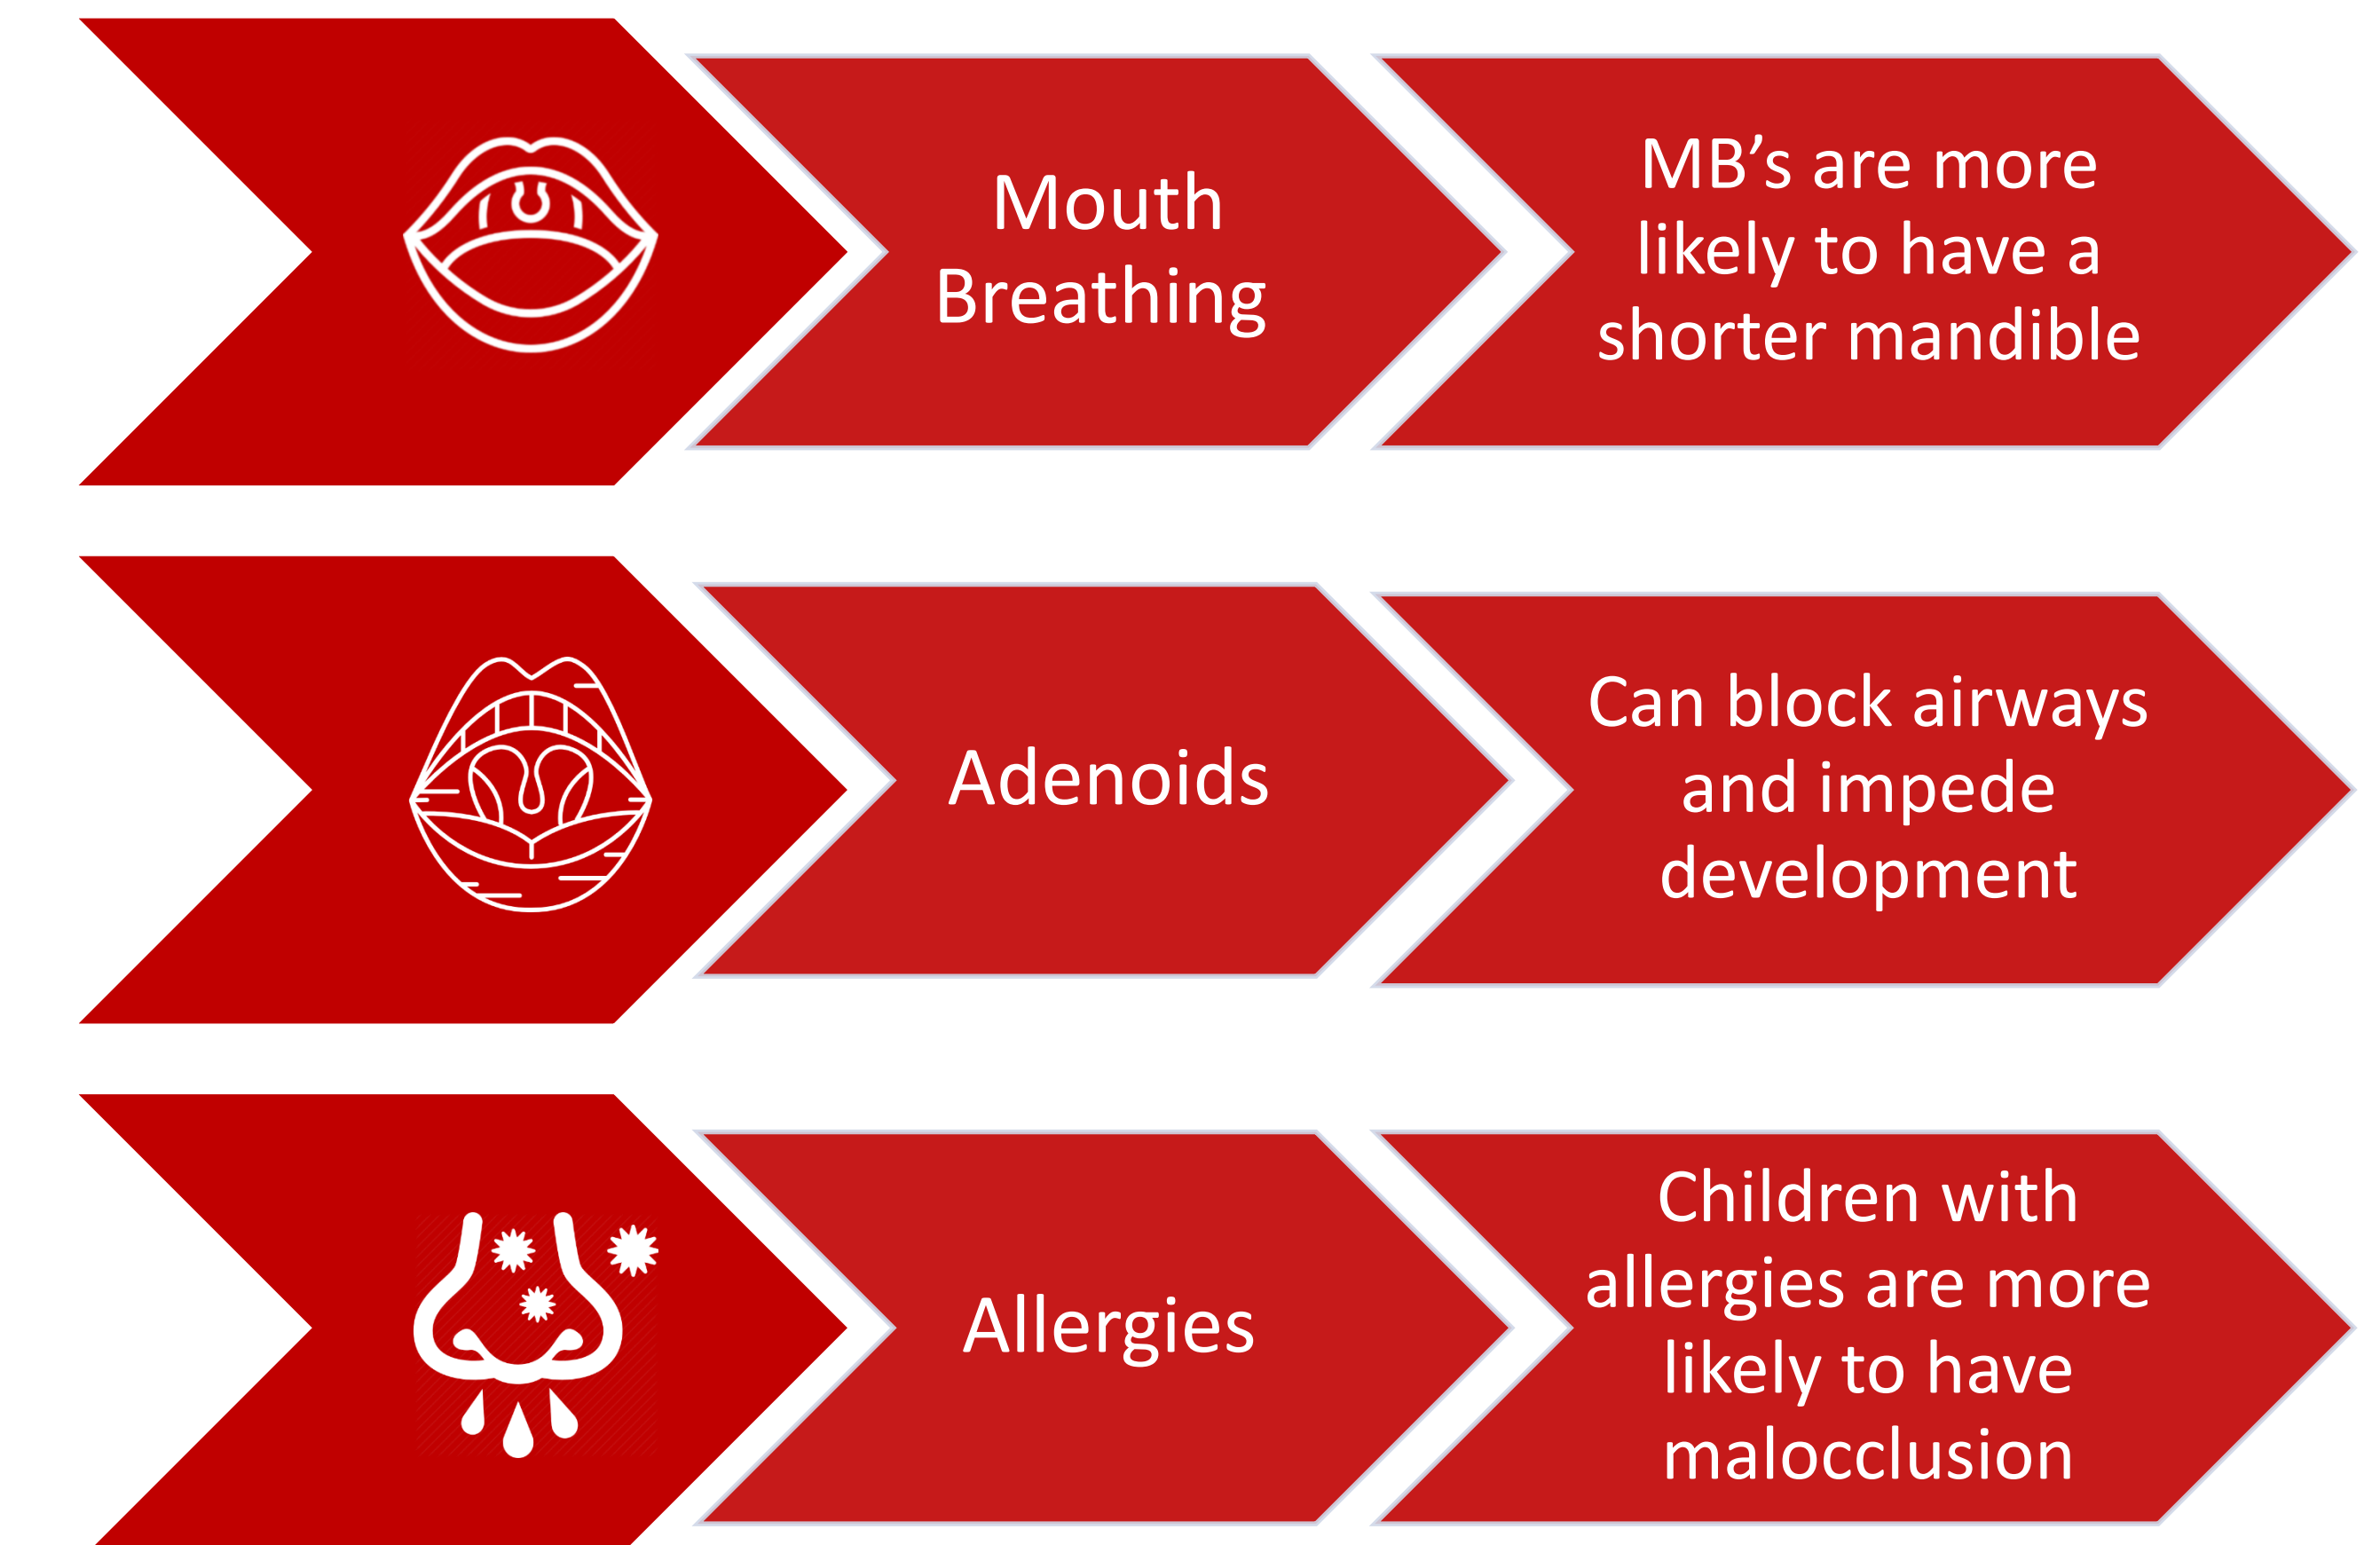 Mouth
Breathing
MB’s are more
likely to have a
shorter mandible
Adenoids
Can block airways
and impede
development
Allergies
Children with
allergies are more
likely to have
malocclusion